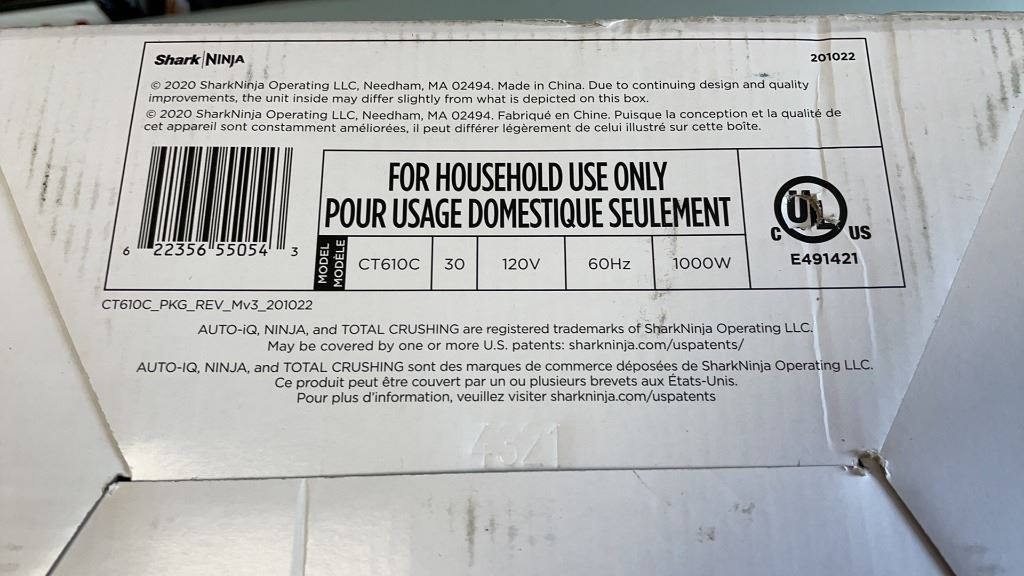 Shark|NINJA
201022
© 2020 SharkNinja Operating LLC, Needham, MA 02494. Made in China. Due to continuing design and quality
improvements, the unit inside may differ slightly from what is depicted on this box.
© 2020 SharkNinja Operating LLC, Needham, MA 02494. Fabriqué en Chine. Puisque la conception et la qualité de
cet appareil sont constamment améliorées, il peut différer légèrement de celui illustré sur cette boîte.
FOR HOUSEHOLD USE ONLY
POUR USAGE DOMESTIQUE SEULEMENT
C UL US
E491421
6 22356 55054 3
MODEL
MODÈLE
CT610C 30 120V 60Hz 1000W
CT610C_PKG_REV_Mv3_201022
AUTO-iQ, NINJA, and TOTAL CRUSHING are registered trademarks of SharkNinja Operating LLC.
May be covered by one or more U.S. patents: sharkninja.com/uspatents/
AUTO-IQ, NINJA, and TOTAL CRUSHING sont des marques de commerce déposées de SharkNinja Operating LLC.
Ce produit peut être couvert par un ou plusieurs brevets aux États-Unis.
Pour plus d'information, veuillez visiter sharkninja.com/uspatents
4321